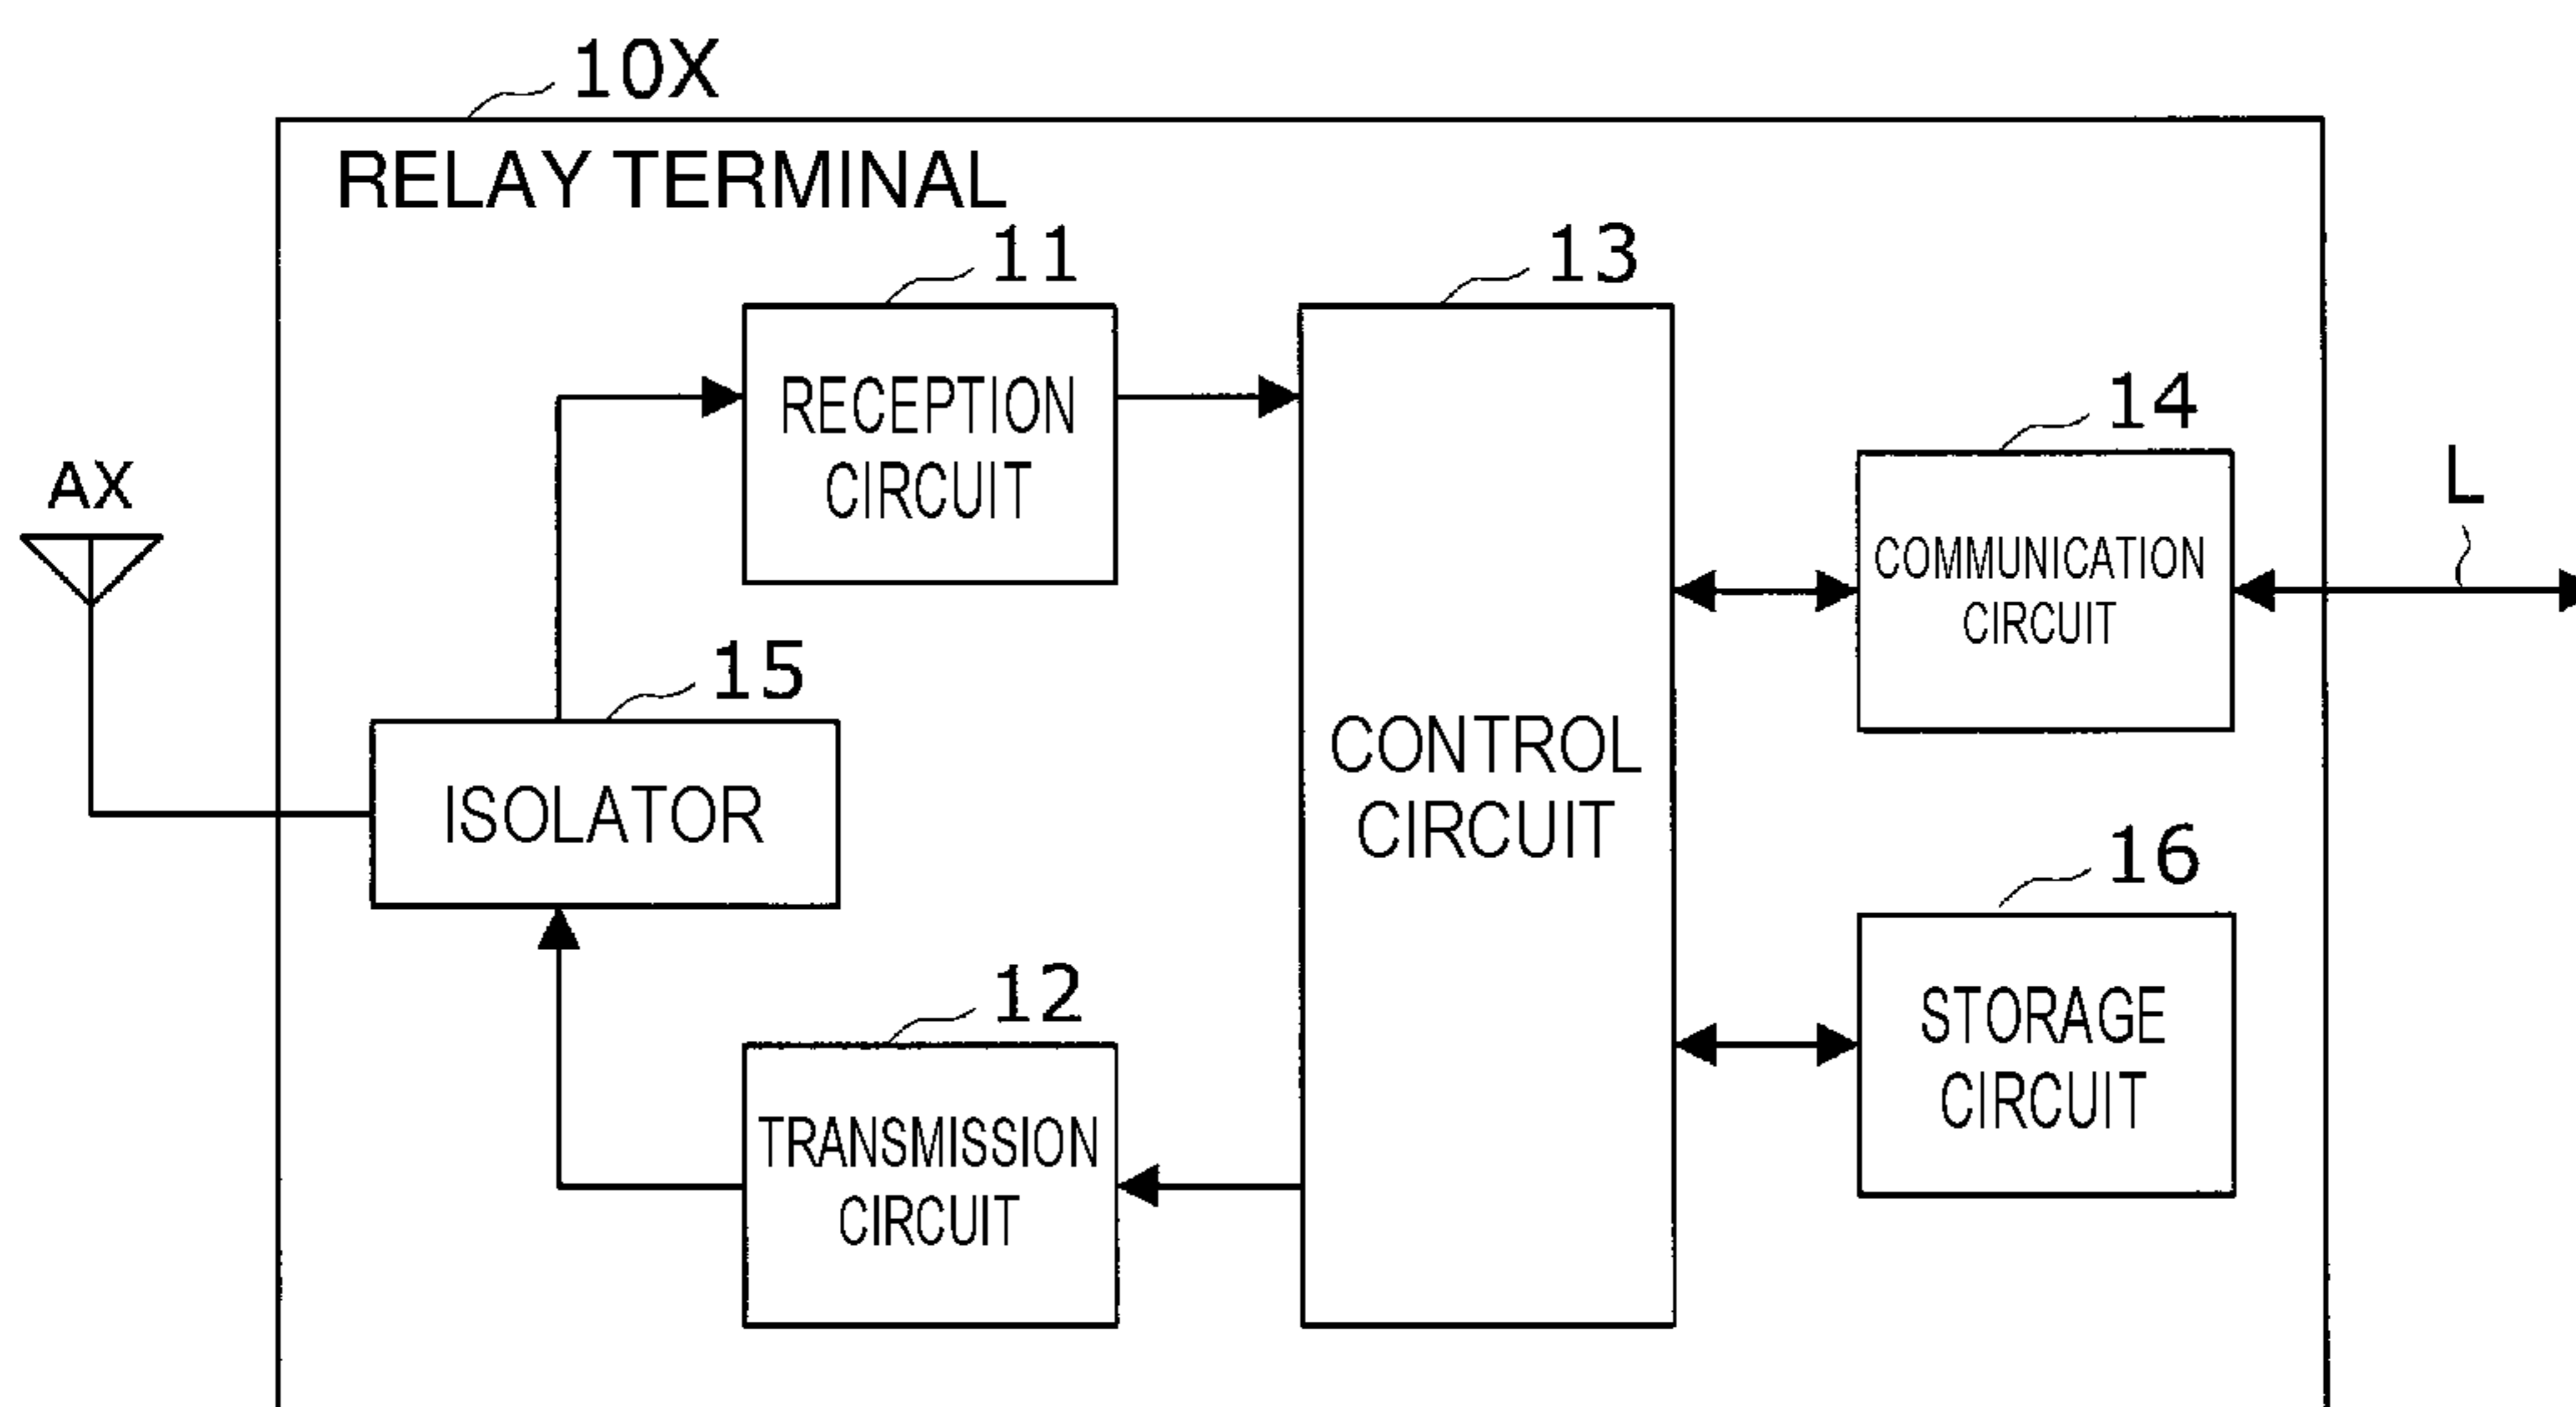 10X
RELAY TERMINAL
11
13
RECEPTION
CIRCUIT
14
AX
L
COMMUNICATION
CIRCUIT
15
CONTROL
CIRCUIT
ISOLATOR
16
12
STORAGE
CIRCUIT
TRANSMISSION
CIRCUIT